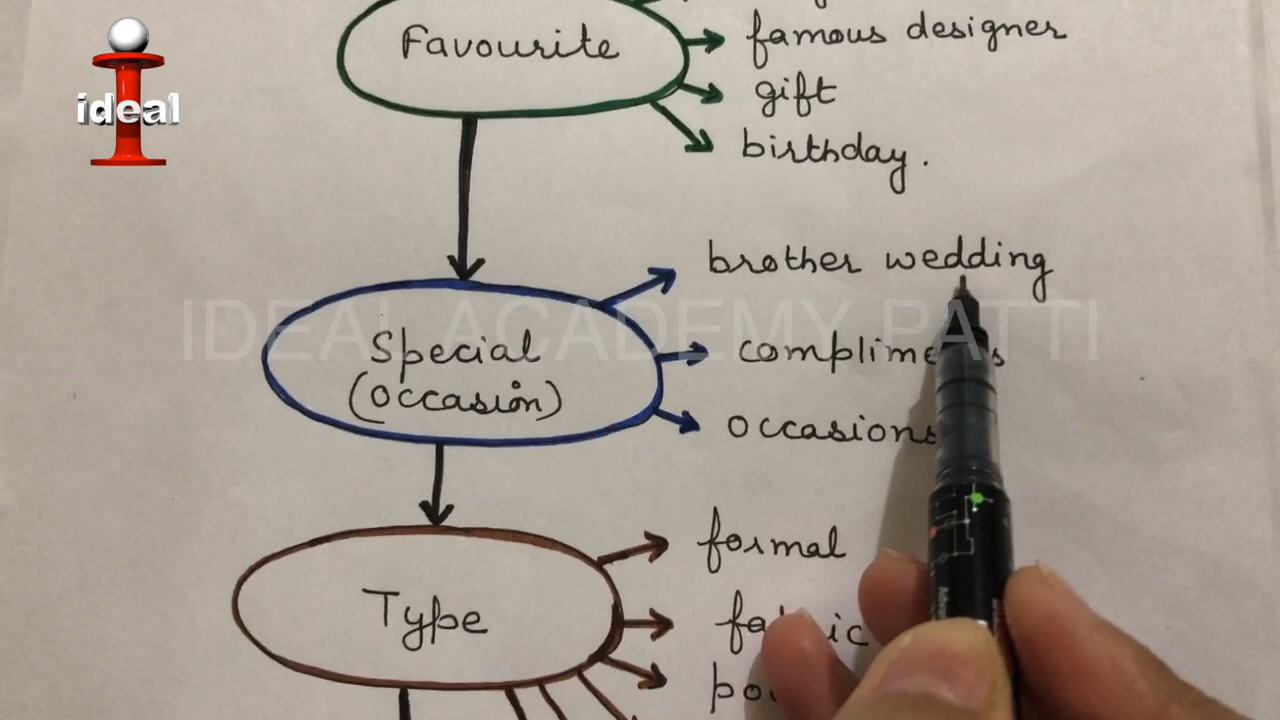 ideal
Favourite
famous designer
gift
birthday.
brother wedding
IDEAL ACADEMY PATTI
Special
(Occasion)
occasions
formal
Type